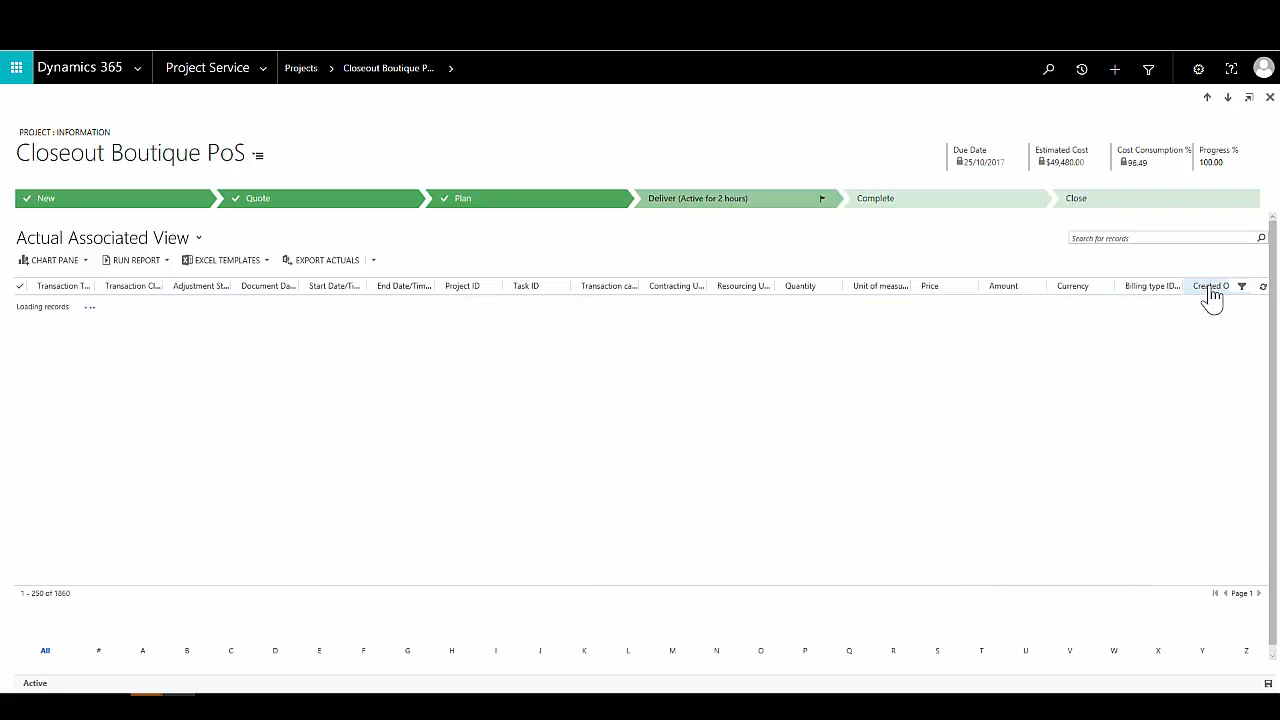 Dynamics 365 Project Service Projects Closeout Boutique P...
PROJECT : INFORMATION
Closeout Boutique PoS
Due Date Estimated Cost Cost Consumption % Progress %
25/10/2017 $49,480.00 96.49 100.00
New Quote Plan Deliver (Active for 2 hours) Complete Close
Actual Associated View
Search for records
CHART PANE RUN REPORT EXCEL TEMPLATES EXPORT ACTUALS
Transaction T... Transaction Cl... Adjustment St... Document Da... Start Date/Tim... End Date/Tim... Project ID Task ID Transaction ca... Contracting U... Resourcing U... Quantity Unit of measu... Price Amount Currency Billing type ID... Created O
Loading records ...
1 - 250 of 1860 Page 1
All # A B C D E F G H I J K L M N O P Q R S T U V W X Y Z
Active